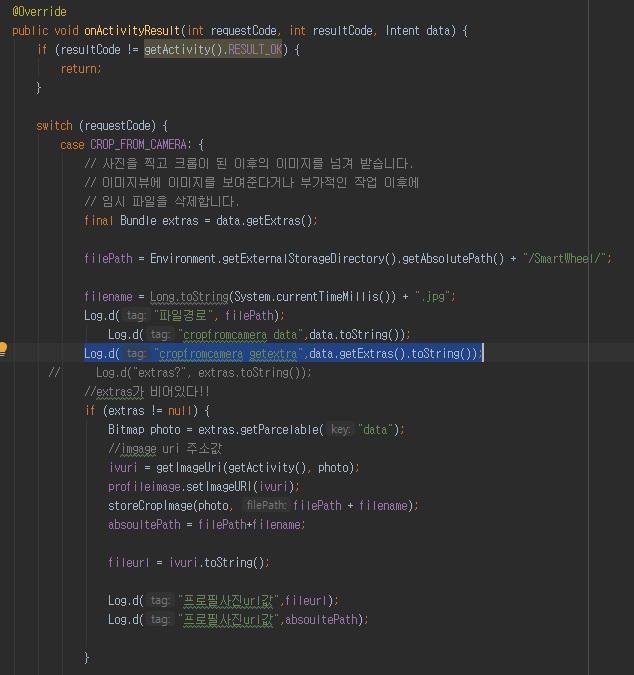 @Override
public void onActivityResult(int requestCode, int resultCode, Intent data) {
if (resultCode != getActivity().RESULT_OK) {
return;
}
switch (requestCode) {
case CROP_FROM_CAMERA: {
// 사진을 찍고 크롭이 된 이후의 이미지를 넘겨 받습니다.
// 이미지뷰에 이미지를 보여준다거나 부가적인 작업 이후에
// 임시 파일을 삭제합니다.
final Bundle extras = data.getExtras();
filePath = Environment.getExternalStorageDirectory().getAbsolutePath() + "/SmartWheel/";
filename = Long.toString(System.currentTimeMillis()) + ".jpg";
Log.d( tag: "파일경로", filePath);
Log.d( tag: "cropfromcamera data",data.toString());
Log.d( tag: "cropfromcamera getextra",data.getExtras().toString());
// Log.d("extras?", extras.toString());
//extras가 비어있다!!
if (extras != null) {
Bitmap photo = extras.getParcelable( key: "data");
//imgage uri 주소값
ivuri = getImageUri(getActivity(), photo);
profileimage.setImageURI(ivuri);
storeCropImage(photo, filePath: filePath + filename);
absoultePath = filePath+filename;
fileurl = ivuri.toString();
Log.d( tag: "프로필사진url값",fileurl);
Log.d( tag: "프로필사진url값",absoultePath);
}